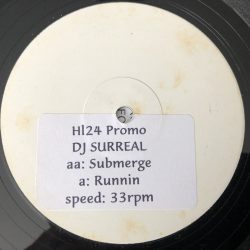 Hl24 Promo
DJ SURREAL
aa: Submerge
a: Runnin
speed: 33rpm